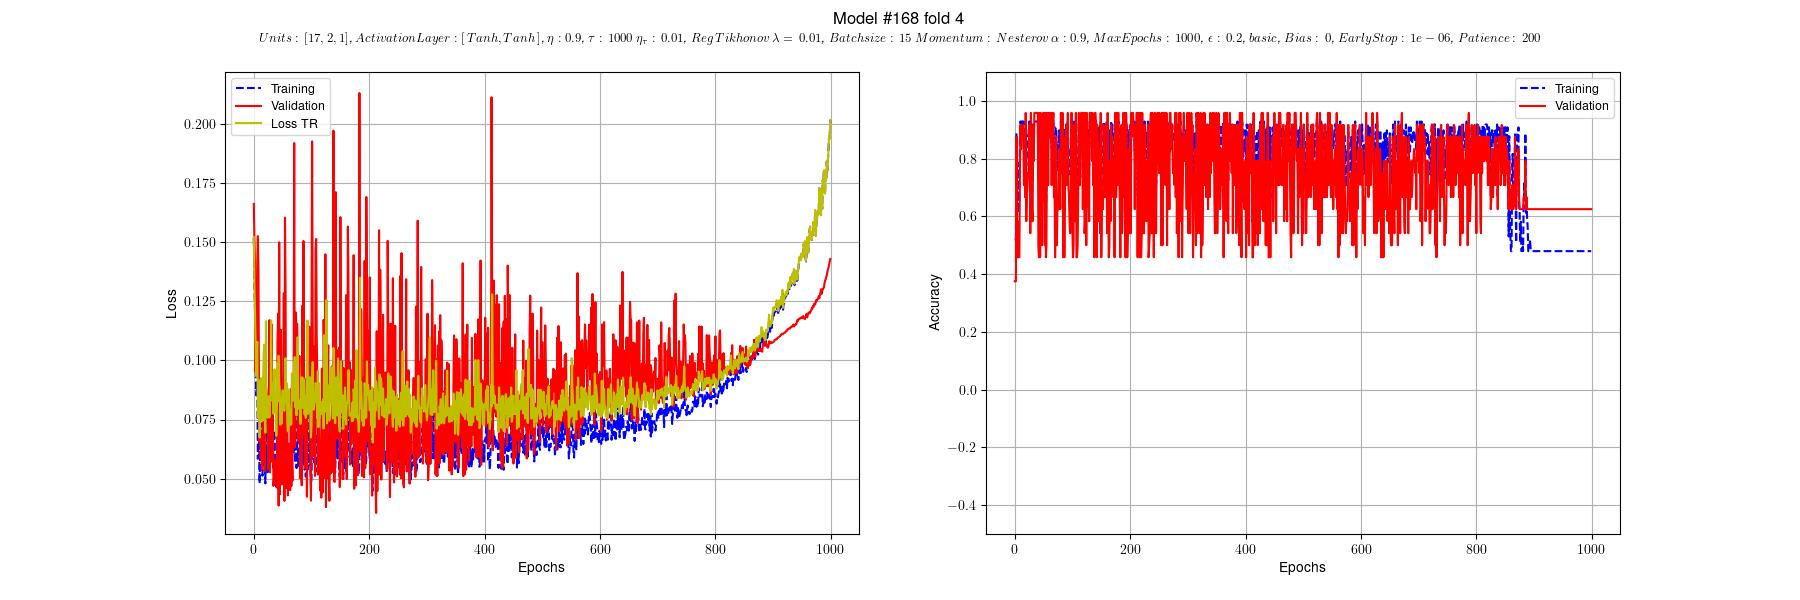 Model #168 fold 4
Units : [17, 2, 1], ActivationLayer : [Tanh, Tanh], η : 0.9, τ : 1000 η_τ : 0.01, RegTikhonov λ = 0.01, Batchsize : 15 Momentum : Nesterov α : 0.9, MaxEpochs : 1000, ϵ : 0.2, basic, Bias : 0, EarlyStop : 1e − 06, Patience : 200
Training
Validation
Loss TR
0.200
0.175
0.150
0.125
0.100
0.075
0.050
Loss
0 200 400 600 800 1000
Epochs
Training
Validation
1.0
0.8
0.6
0.4
0.2
0.0
−0.2
−0.4
Accuracy
0 200 400 600 800 1000
Epochs